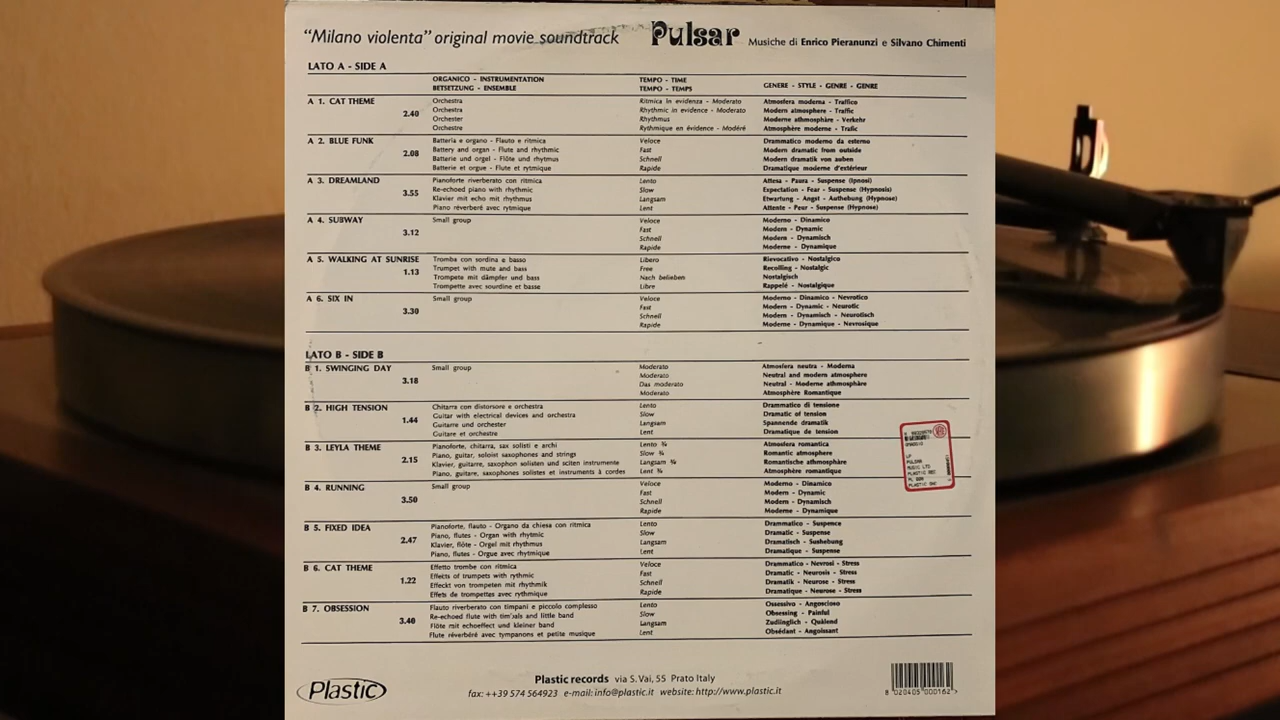 "Milano violenta" original movie soundtrack Pulsar Musiche di Enrico Pieranunzi e Silvano Chimenti
LATO A - SIDE A
ORGANICO - INSTRUMENTATION TEMPO - TIME
BETSETZUNG - ENSEMBLE TEMPO - TEMPS GENERE - STYLE - GENRE - GENRE
A 1. CAT THEME 2.40 Orchestra Ritmica in evidenza - Moderato Atmosfera moderna - Traffico
Orchestra Rhythmic in evidence - Moderato Modern atmosphere - Traffic
Orchester Rhythmus Moderne athmosphäre - Verkehr
Orchestre Rythmique en évidence - Modéré Atmosphère moderne - Trafic
A 2. BLUE FUNK 2.08 Batteria e organo - Flauto e ritmica Veloce Drammatico moderno da esterno
Battery and organ - Flute and rhythmic Fast Modern dramatic from outside
Batterie und orgel - Flöte und rhytmus Schnell Modern dramatik von auben
Batterie et orgue - Flute et rytmique Rapide Dramatique moderne d'extérieur
A 3. DREAMLAND 3.55 Pianoforte riverberato con ritmica Lento Attesa - Paura - Suspense (Ipnosi)
Re-echoed piano with rhythmic Slow Expectation - Fear - Suspense (Hypnosis)
Klavier mit echo mit rhythmus Langsam Etwartung - Angst - Authebung (Hypnose)
Piano réverberé avec rytmique Lent Attente - Peur - Suspense (Hypnose)
A 4. SUBWAY 3.12 Small group Veloce Moderno - Dinamico
Fast Modern - Dynamic
Schnell Modern - Dynamisch
Rapide Moderne - Dynamique
A 5. WALKING AT SUNRISE 1.13 Tromba con sordina e basso Libero Rievocativo - Nostalgico
Trumpet with mute and bass Free Recolling - Nostalgic
Trompete mit dämpfer und bass Nach belieben Nostalgisch
Trompette avec sourdine et basse Libre Rappelé - Nostalgique
A 6. SIX IN 3.30 Small group Veloce Moderno - Dinamico - Nevrotico
Fast Modern - Dynamic - Neurotic
Schnell Modern - Dynamisch - Neurotisch
Rapide Moderne - Dynamique - Nevrosique
LATO B - SIDE B
B 1. SWINGING DAY 3.18 Small group Moderato Atmosfera neutra - Moderna
Moderato Neutral and modern atmosphere
Das moderato Neutral - Moderne athmosphäre
Moderato Atmosphère Romantique
B 2. HIGH TENSION 1.44 Chitarra con distorsore e orchestra Lento Drammatico di tensione
Guitar with electrical devices and orchestra Slow Dramatic of tension
Guitarre und orchester Langsam Spannende dramatik
Guitare et orchestre Lent Dramatique de tension
B 3. LEYLA THEME 2.15 Pianoforte, chitarra, sax solisti e archi Lento ¾ Atmosfera romantica
Piano, guitar, soloist saxophones and strings Slow ¾ Romantic atmosphere
Klavier, guitarre, saxophon solisten und sciten instrumente Langsam ¾ Romantische athmosphäre
Piano, guitare, saxophones solistes et instruments à cordes Lent ¾ Atmosphère romantique
B 4. RUNNING 3.50 Small group Veloce Moderno - Dinamico
Fast Modern - Dynamic
Schnell Modern - Dynamisch
Rapide Moderne - Dynamique
B 5. FIXED IDEA 2.47 Pianoforte, flauto - Organo da chiesa con ritmica Lento Drammatico - Suspence
Piano, flutes - Organ with rhytmic Slow Dramatic - Suspense
Klavier, flöte - Orgel mit rhythmus Langsam Dramatisch - Sushebung
Piano, flutes - Orgue avec rhytmique Lent Dramatique - Suspense
B 6. CAT THEME 1.22 Effetto trombe con ritmica Veloce Drammatico - Nevrosi - Stress
Effects of trumpets with rythmic Fast Dramatic - Neurosis - Stress
Effeckt von trompeten mit rhythmik Schnell Dramatik - Neurose - Stress
Effets de trompettes avec rythmique Rapide Dramatique - Neurose - Stress
B 7. OBSESSION 3.40 Flauto riverberato con timpani e piccolo complesso Lento Ossessivo - Angoscioso
Re-echoed flute with tim'als and little band Slow Obsessing - Painful
Flöte mit echoeffect und kleiner band Langsam Zudiinglich - Quälend
Flute réverbéré avec tympanons et petite musique Lent Obsédant - Angoissant
LP
PULSAR
MUSIC LTD
PLASTIC REC
Plastic
Plastic records via S. Vai, 55 Prato Italy
fax: ++39 574 564923 e-mail: info@plastic.it website: http://www.plastic.it
8 020405 000162 >